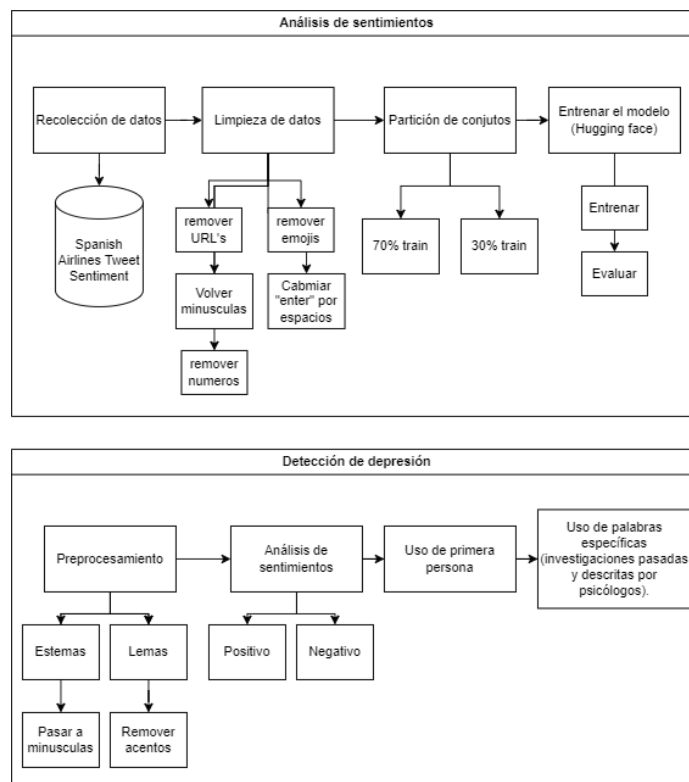 Análisis de sentimientos
Recolección de datos
Limpieza de datos
Partición de conjutos
Entrenar el modelo
(Hugging face)
Spanish
Airlines Tweet
Sentiment
remover
URL's
remover
emojis
70% train
30% train
Entrenar
Volver
minusculas
Cabmiar
"enter" por
espacios
Evaluar
remover
numeros
Detección de depresión
Preprocesamiento
Análisis de
sentimientos
Uso de primera
persona
Uso de palabras
específicas
(investigaciones pasadas
y descritas por
psicólogos).
Estemas
Lemas
Positivo
Negativo
Pasar a
minusculas
Remover
acentos